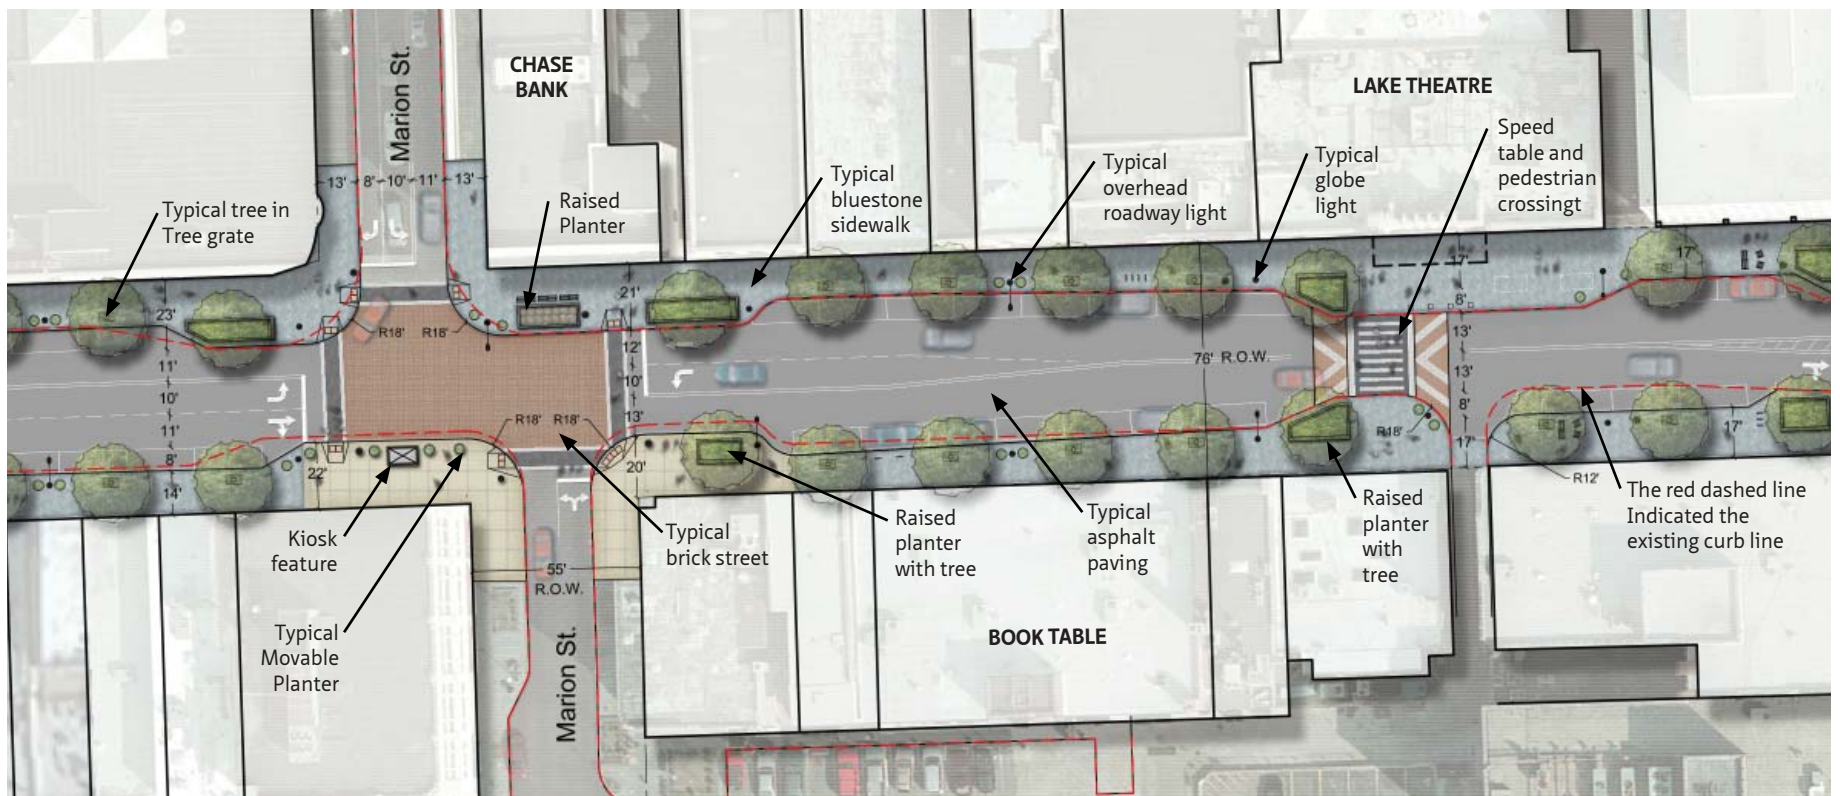 Marion St.
CHASE
BANK
LAKE THEATRE
Speed
table and
pedestrian
crossingt
Typical
globe
light
Typical
overhead
roadway light
Typical
bluestone
sidewalk
Raised
Planter
Typical tree in
Tree grate
13' 8' 10' 11' 13'
23'
11'
10'
11'
8'
14'
R18'
R18'
21'
12'
10'
13'
20'
R18'
R18'
22'
76' R.O.W.
17'
8'
13'
13'
8'
17'
R18'
17'
17'
R12'
Kiosk
feature
Typical
Movable
Planter
Typical
brick street
55'
R.O.W.
Marion St.
Raised
planter
with tree
Typical
asphalt
paving
Raised
planter
with
tree
The red dashed line
Indicated the
existing curb line
BOOK TABLE